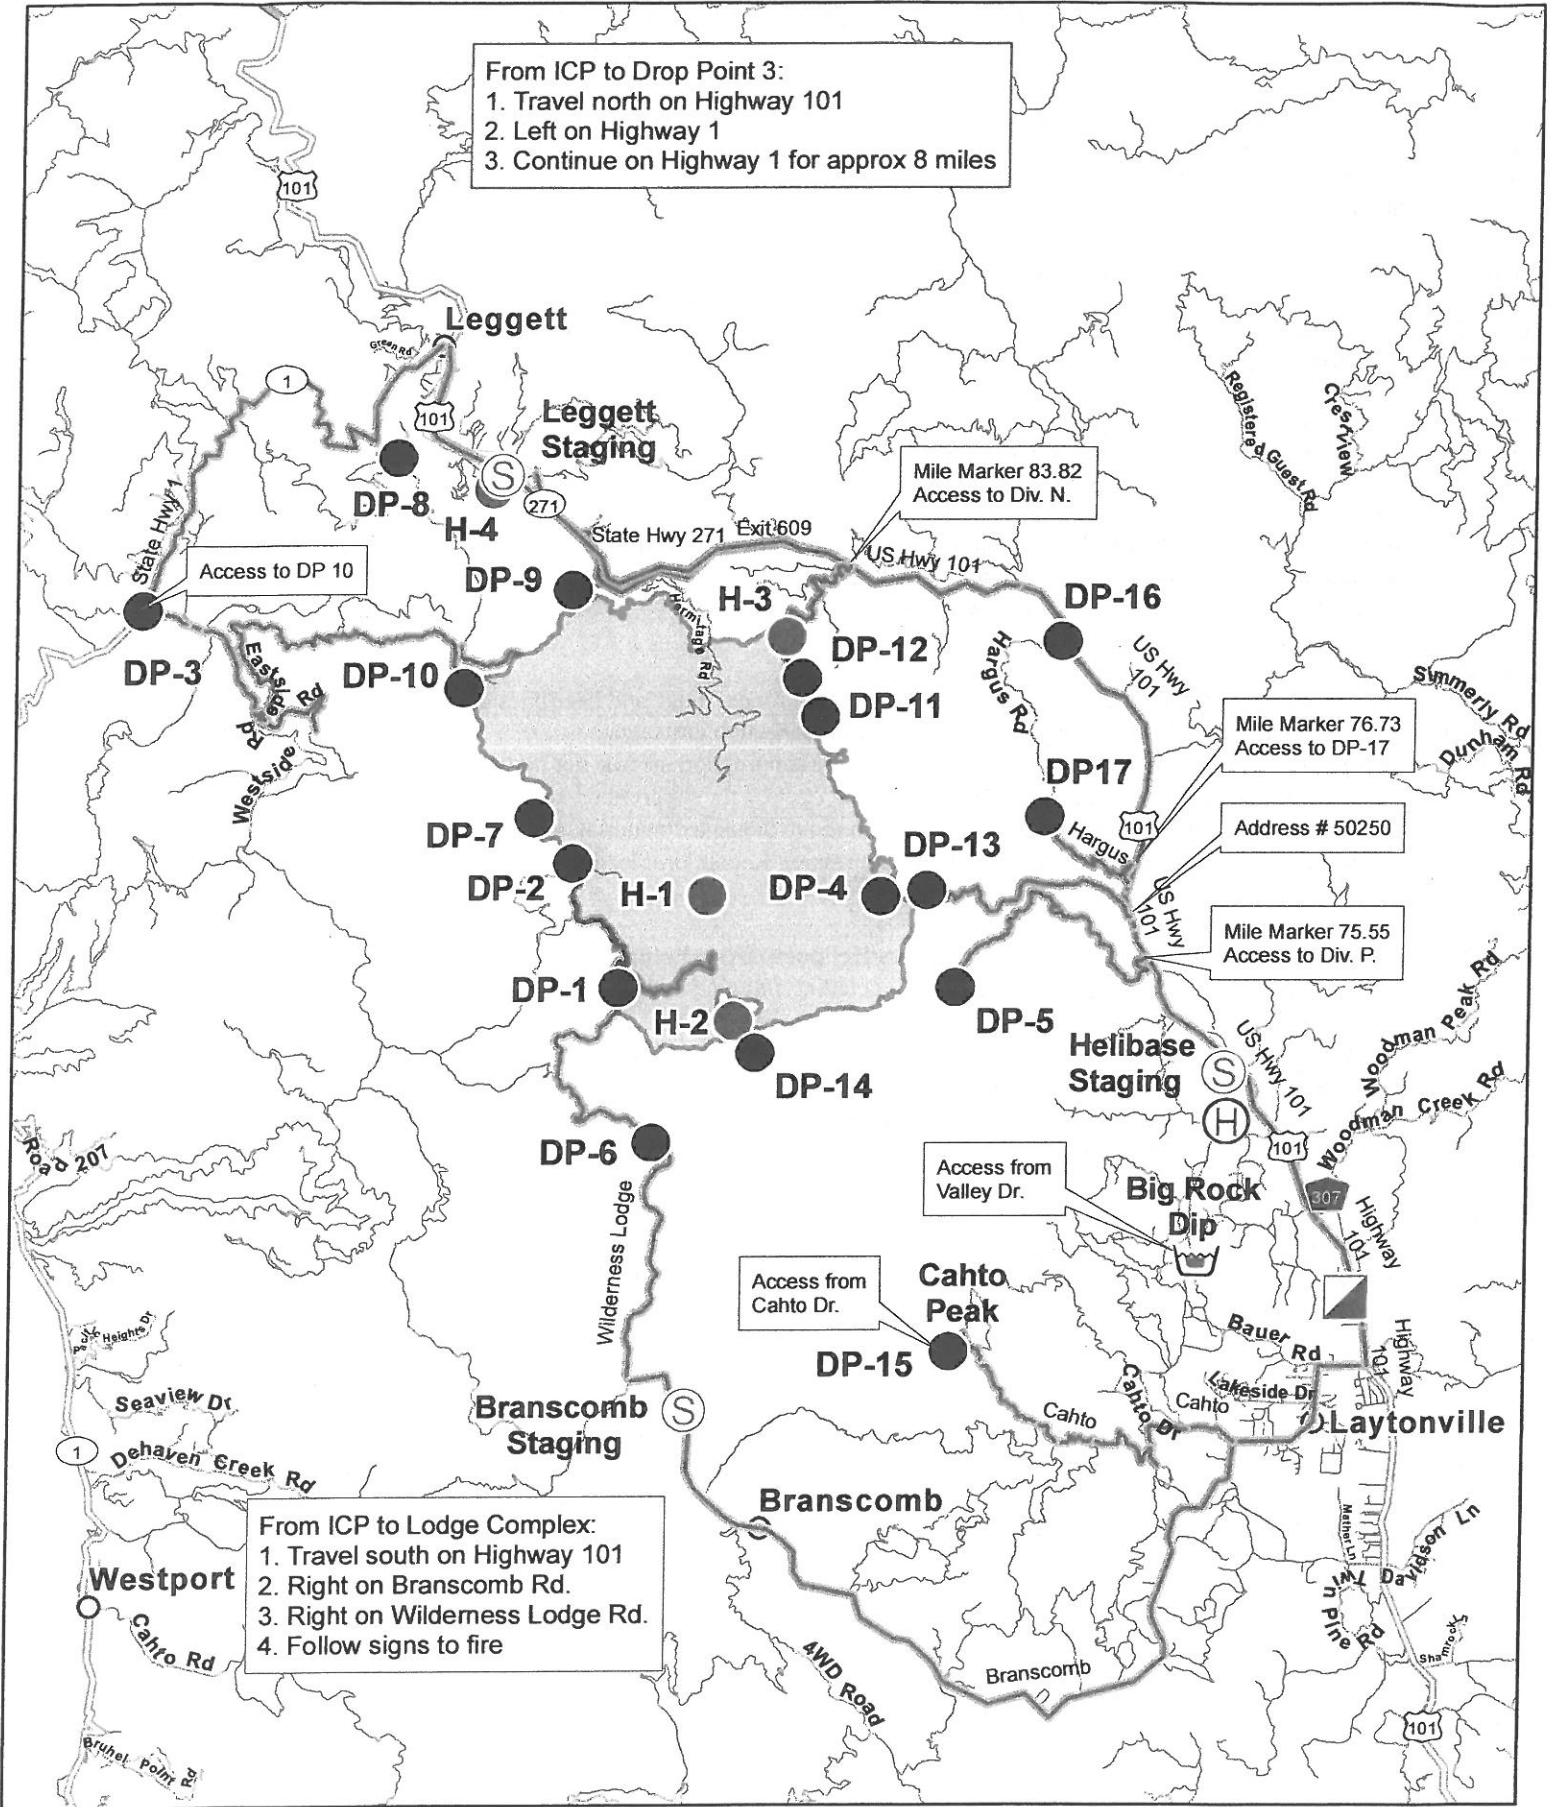 From ICP to Drop Point 3:
1. Travel north on Highway 101
2. Left on Highway 1
3. Continue on Highway 1 for approx 8 miles
101
Leggett
Green Rd
1
101
Leggett
Staging
S
DP-8
H-4
271
Mile Marker 83.82
Access to Div. N.
Registered Guest Rd
Crestview
State Hwy 1
State Hwy 271
Exit 609
US Hwy 101
Access to DP 10
DP-9
H-3
DP-16
Hermitage Rd
DP-12
DP-3
DP-10
Eastside Rd
Westside Rd
DP-11
Hargus Rd
US Hwy
101
Simmerly Rd
Dunham Rd
Mile Marker 76.73
Access to DP-17
DP17
101
Hargus
Address # 50250
DP-7
DP-13
DP-2
H-1
DP-4
US Hwy
101
Mile Marker 75.55
Access to Div. P.
DP-1
H-2
DP-5
Woodman Peak Rd
Helibase
Staging
S
US Hwy 101
DP-14
H
101
Woodman Creek Rd
Road 207
DP-6
Wilderness Lodge
Access from
Valley Dr.
Big Rock
Dip
307
Highway
101
Access from
Cahto Dr.
Cahto
Peak
DP-15
Bauer
Rd
Highway
101
Heights Dr
Seaview Dr
Branscomb
Staging
S
Cahto
Cahto Dr
Cahto
Lakeside Dr
Laytonville
1
Dehaven Creek Rd
Branscomb
From ICP to Lodge Complex:
1. Travel south on Highway 101
2. Right on Branscomb Rd.
3. Right on Wilderness Lodge Rd.
4. Follow signs to fire
Westport
Cahto Rd
Mather Ln
Davidson Ln
Twin Pine Rd
4WD Road
Branscomb
101
Bruhel Point Rd